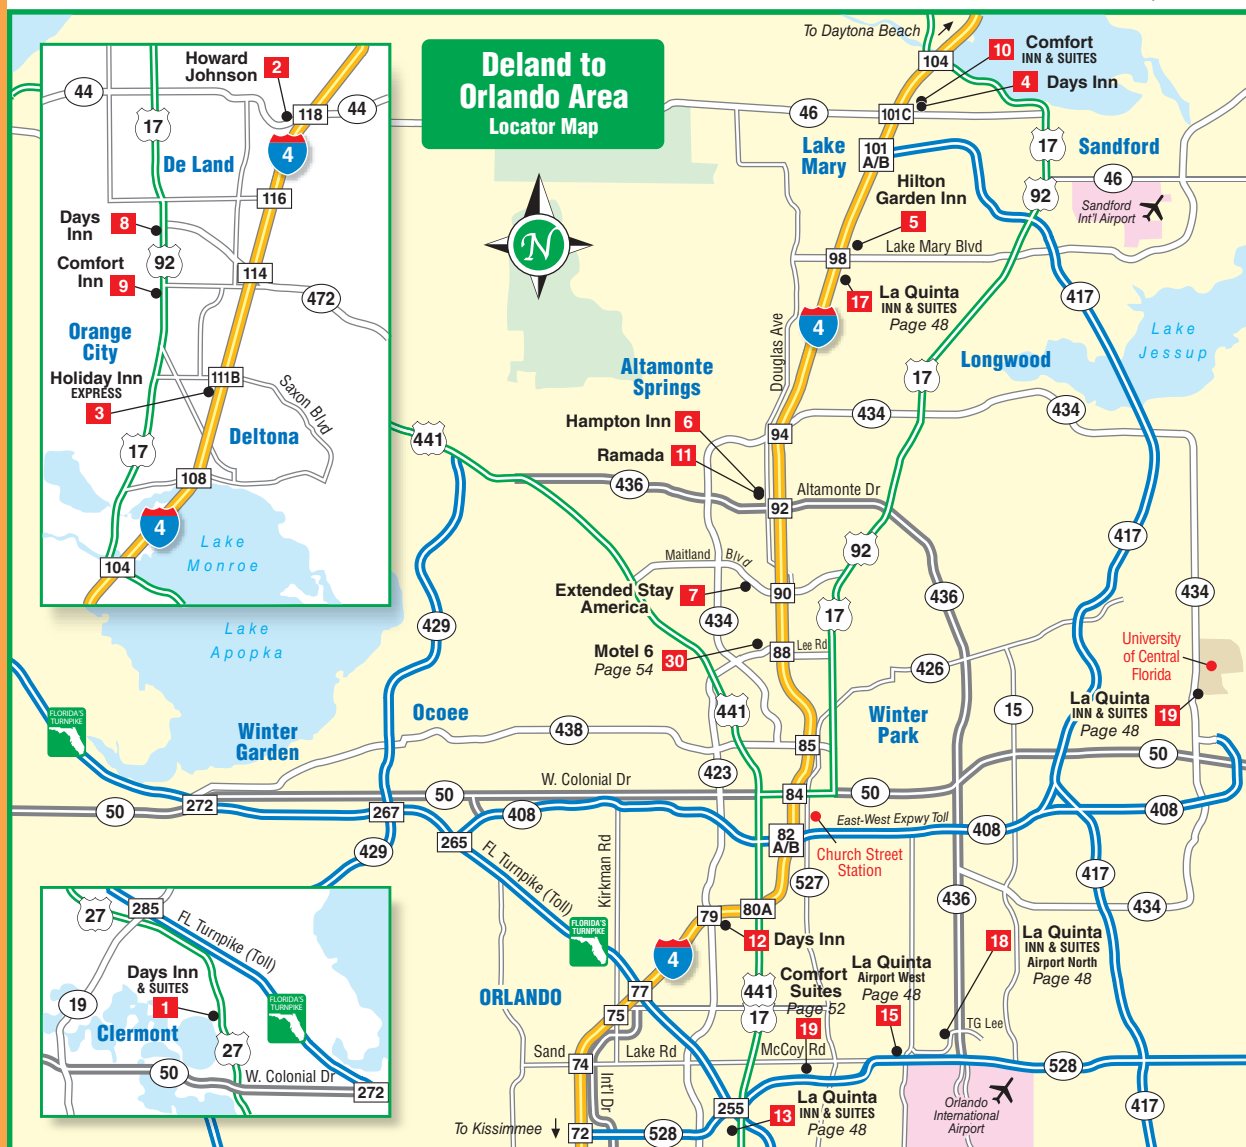 Deland to
Orlando Area
Locator Map
To Daytona Beach
104
10
Comfort
INN & SUITES
4
Days Inn
46
101C
17
Sandford
Lake
Mary
101
A/B
92
46
Sandford
Int'l Airport
Hilton
Garden Inn
5
Lake Mary Blvd
98
17
La Quinta
INN & SUITES
Page 48
417
4
Douglas Ave
Lake
Jessup
Longwood
17
Altamonte
Springs
434
434
94
Hampton Inn
6
Ramada
11
441
436
Altamonte Dr
92
417
92
Maitland Blvd
Extended Stay
America
7
90
436
434
17
434
429
Motel 6
Page 54
30
88
Lee Rd
426
University
of Central
Florida
La Quinta
INN & SUITES
Page 48
19
15
Lake
Apopka
FLORIDA'S
TURNPIKE
Winter
Garden
Ocoee
441
Winter
Park
438
85
50
423
W. Colonial Dr
50
84
50
50
272
267
408
408
265
82
A/B
East-West Expwy Toll
408
Church Street
Station
429
FL Turnpike (Toll)
Kirkman Rd
527
417
436
434
79
80A
12
Days Inn
FLORIDA'S
TURNPIKE
4
18
La Quinta
INN & SUITES
Airport North
Page 48
La Quinta
Airport West
Page 48
15
Comfort
Suites
Page 52
19
ORLANDO
77
441
17
75
TG Lee
Sand Lake Rd
McCoy Rd
74
528
Int'l Dr
255
La Quinta
INN & SUITES
Page 48
13
Orlando
International
Airport
417
To Kissimmee
72
528
N
Howard
Johnson
2
44
118
44
17
4
De Land
116
Days
Inn
8
92
Comfort
Inn
9
114
472
Orange
City
Holiday Inn
EXPRESS
3
111B
Saxon Blvd
Deltona
17
108
4
Lake
Monroe
104
27
285
FL Turnpike (Toll)
Days Inn
& SUITES
1
19
FLORIDA'S
TURNPIKE
Clermont
27
50
W. Colonial Dr
272